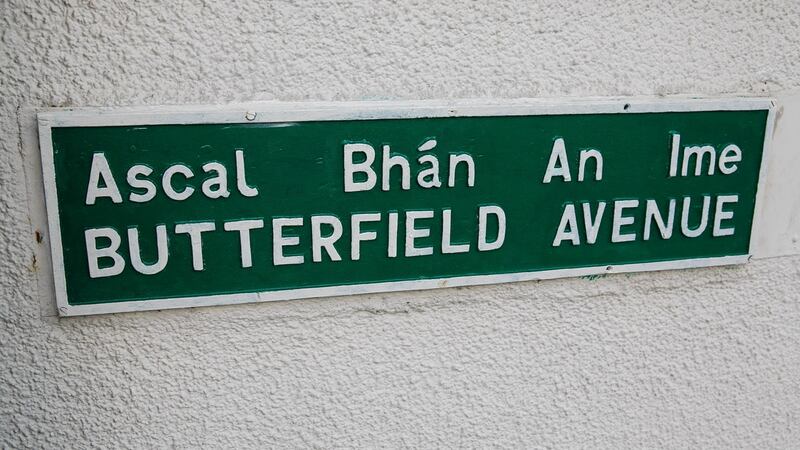 Ascal Bhán An Ime
BUTTERFIELD AVENUE